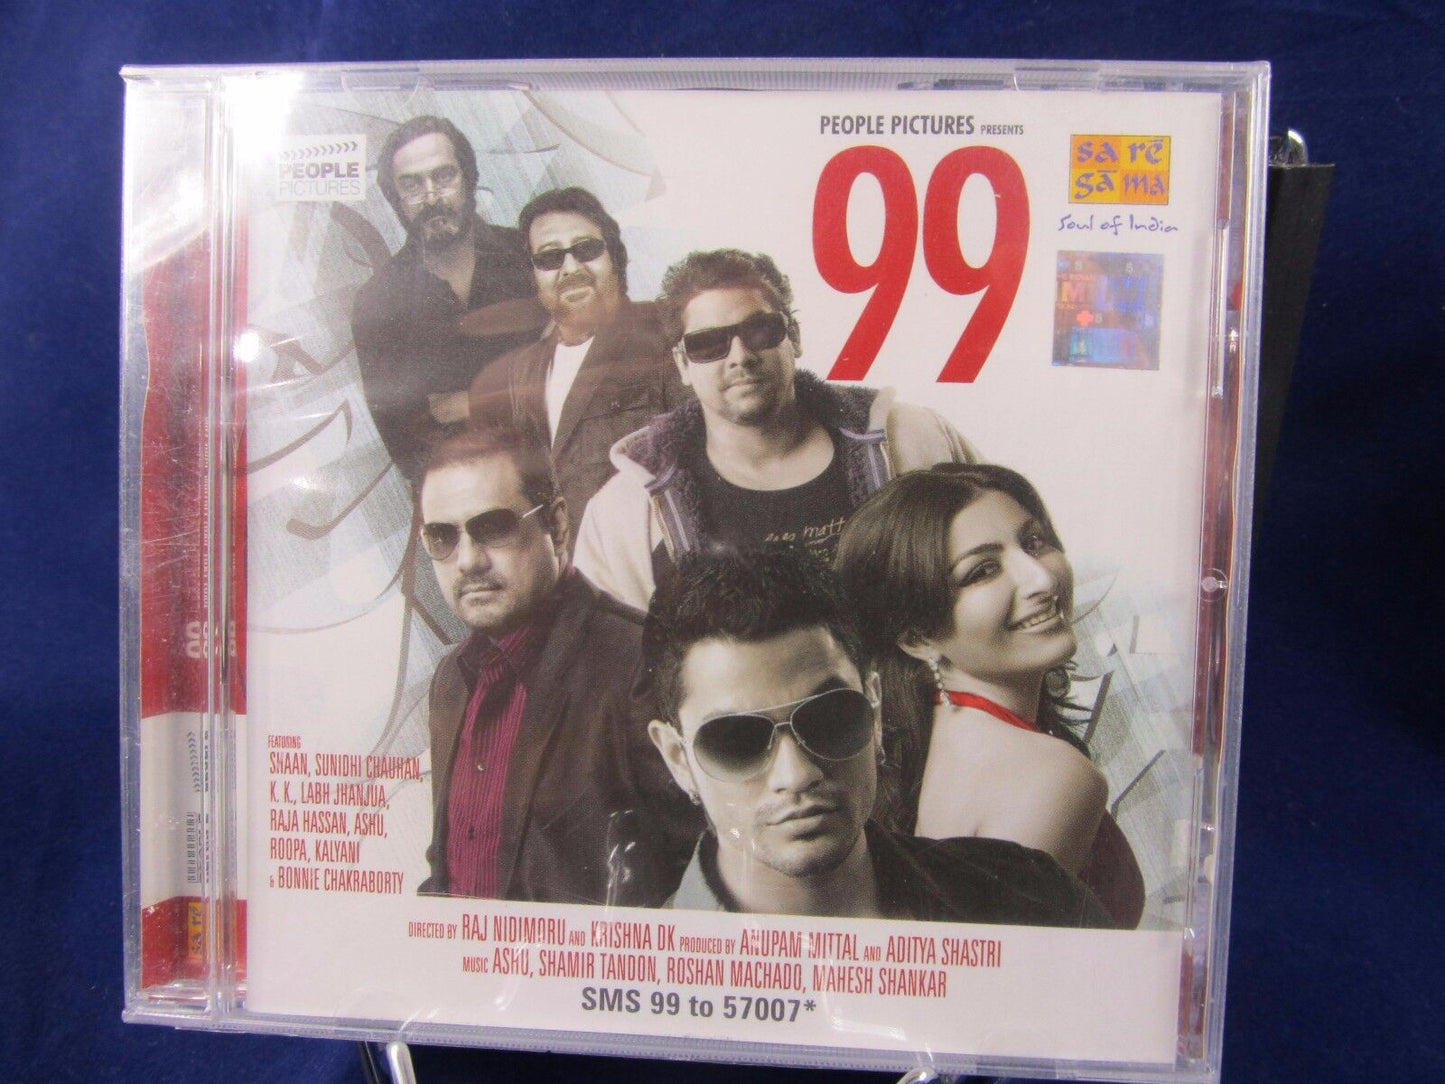 PEOPLE PICTURES PRESENTS
99
PEOPLE
PICTURES
sa rē
gā ma
Soul of India
FEATURING
SHAAN, SUNIDHI CHAUHAN,
K. K., LABH JHANJUA,
RAJA HASSAN, ASHU,
ROOPA, KALYANI
& BONNIE CHAKRABORTY
DIRECTED BY RAJ NIDIMORU AND KRISHNA DK PRODUCED BY ANUPAM MITTAL AND ADITYA SHASTRI
MUSIC ASHU, SHAMIR TANDON, ROSHAN MACHADO, MAHESH SHANKAR
SMS 99 to 57007*